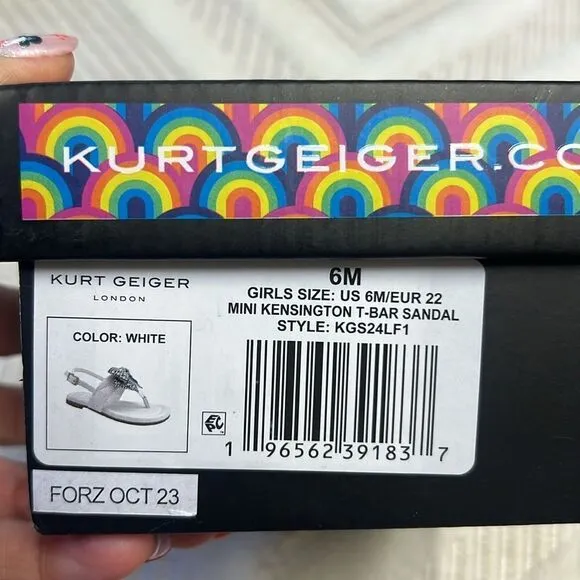 KURTGEIGER.CO
KURT GEIGER
LONDON
COLOR: WHITE
6M
GIRLS SIZE: US 6M/EUR 22
MINI KENSINGTON T-BAR SANDAL
STYLE: KGS24LF1
1 96562 39183 7
FORZ OCT 23